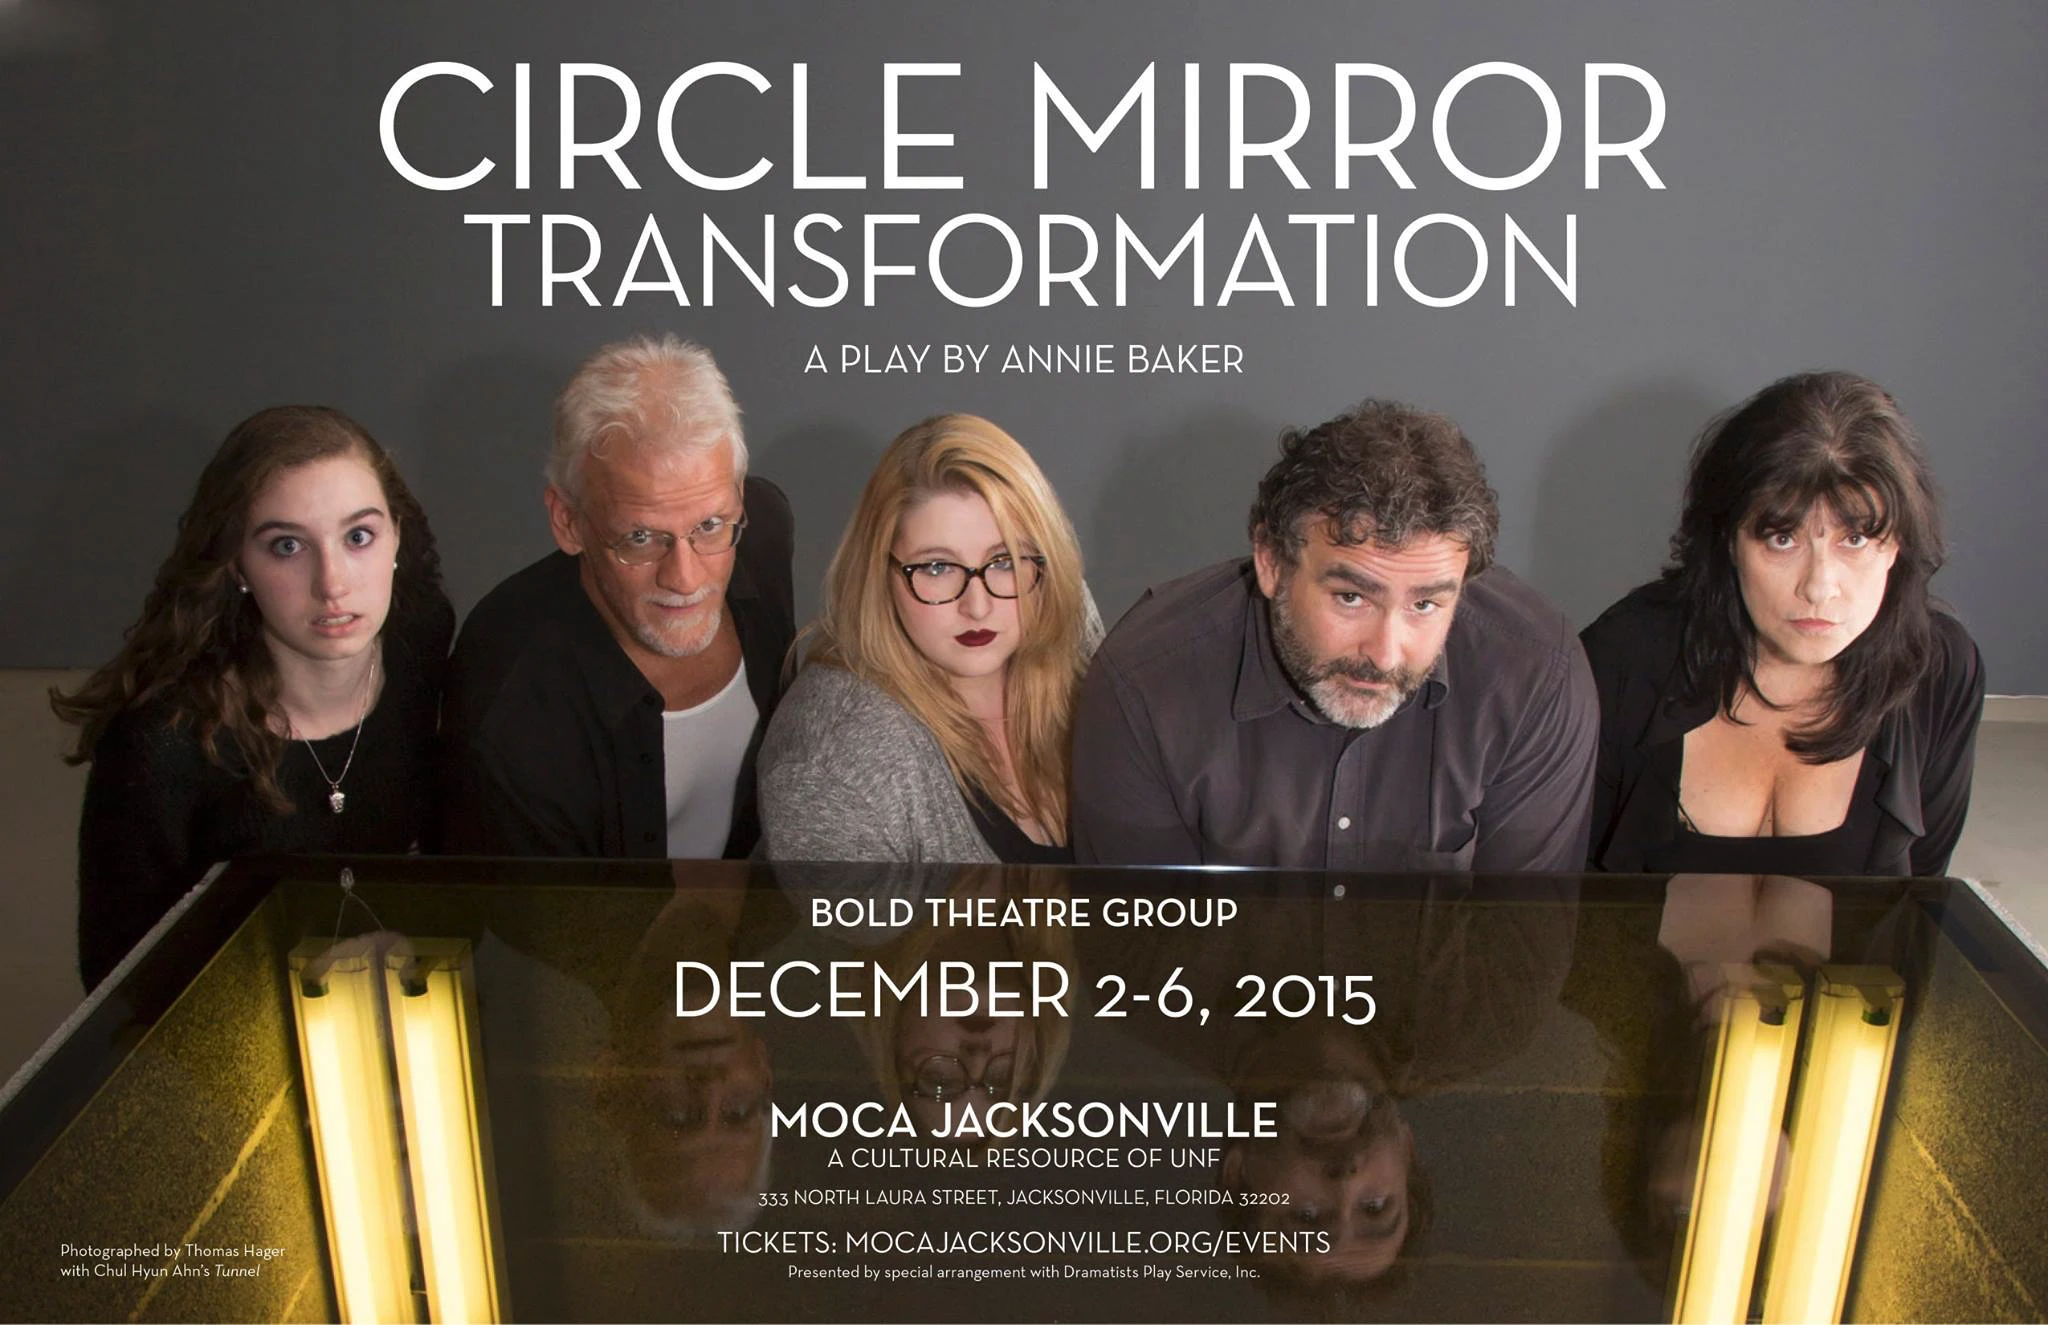 CIRCLE MIRROR
TRANSFORMATION
A PLAY BY ANNIE BAKER
BOLD THEATRE GROUP
DECEMBER 2-6, 2015
MOCA JACKSONVILLE
A CULTURAL RESOURCE OF UNF
333 NORTH LAURA STREET, JACKSONVILLE, FLORIDA 32202
TICKETS: MOCAJACKSONVILLE.ORG/EVENTS
Presented by special arrangement with Dramatists Play Service, Inc.
Photographed by Thomas Hager
with Chul Hyun Ahn's Tunnel